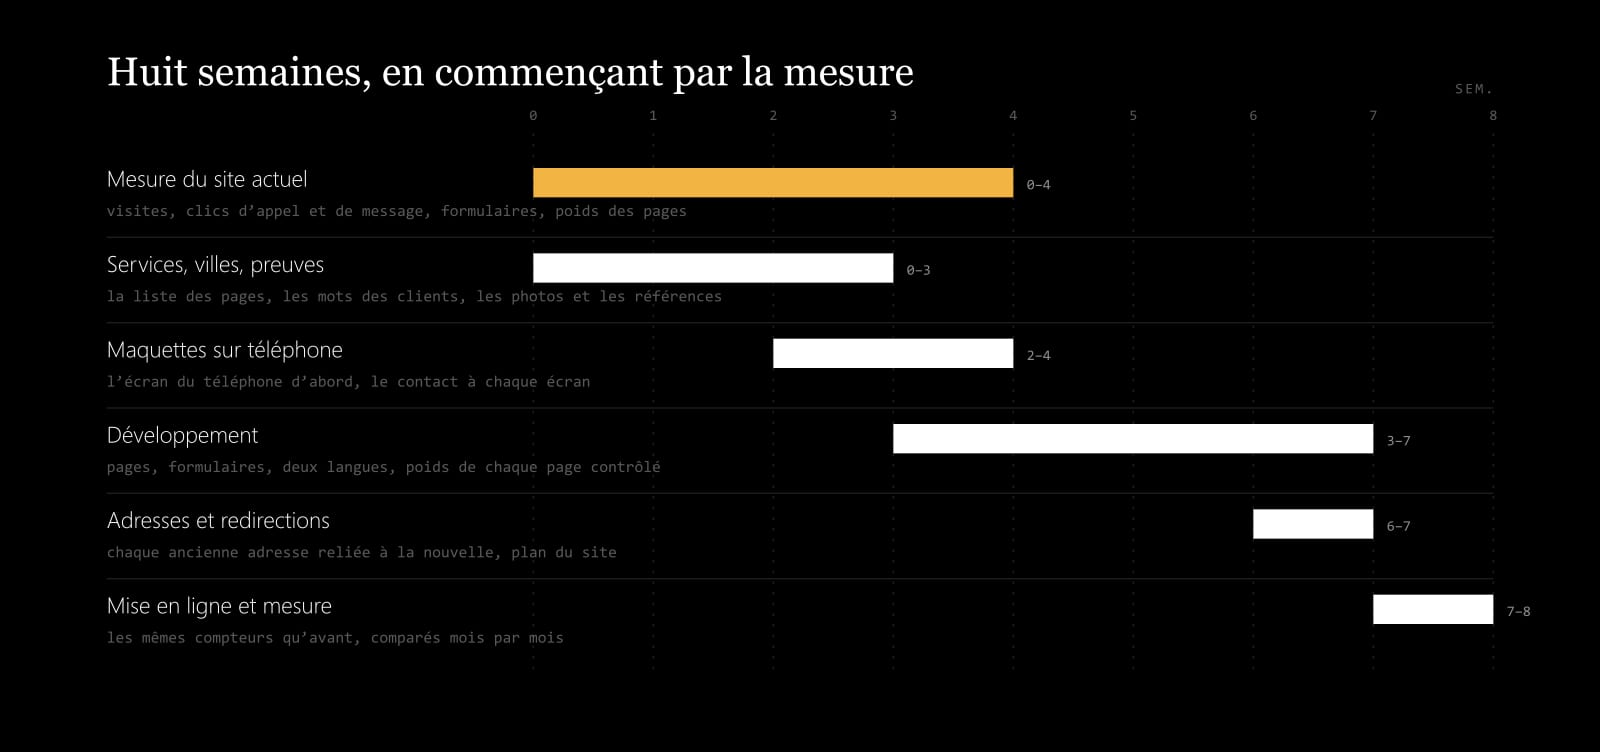 Huit semaines, en commençant par la mesure
SEM.
0 1 2 3 4 5 6 7 8
Mesure du site actuel
0–4
visites, clics d’appel et de message, formulaires, poids des pages
Services, villes, preuves
0–3
la liste des pages, les mots des clients, les photos et les références
Maquettes sur téléphone
2–4
l’écran du téléphone d’abord, le contact à chaque écran
Développement
3–7
pages, formulaires, deux langues, poids de chaque page contrôlé
Adresses et redirections
6–7
chaque ancienne adresse reliée à la nouvelle, plan du site
Mise en ligne et mesure
7–8
les mêmes compteurs qu’avant, comparés mois par mois